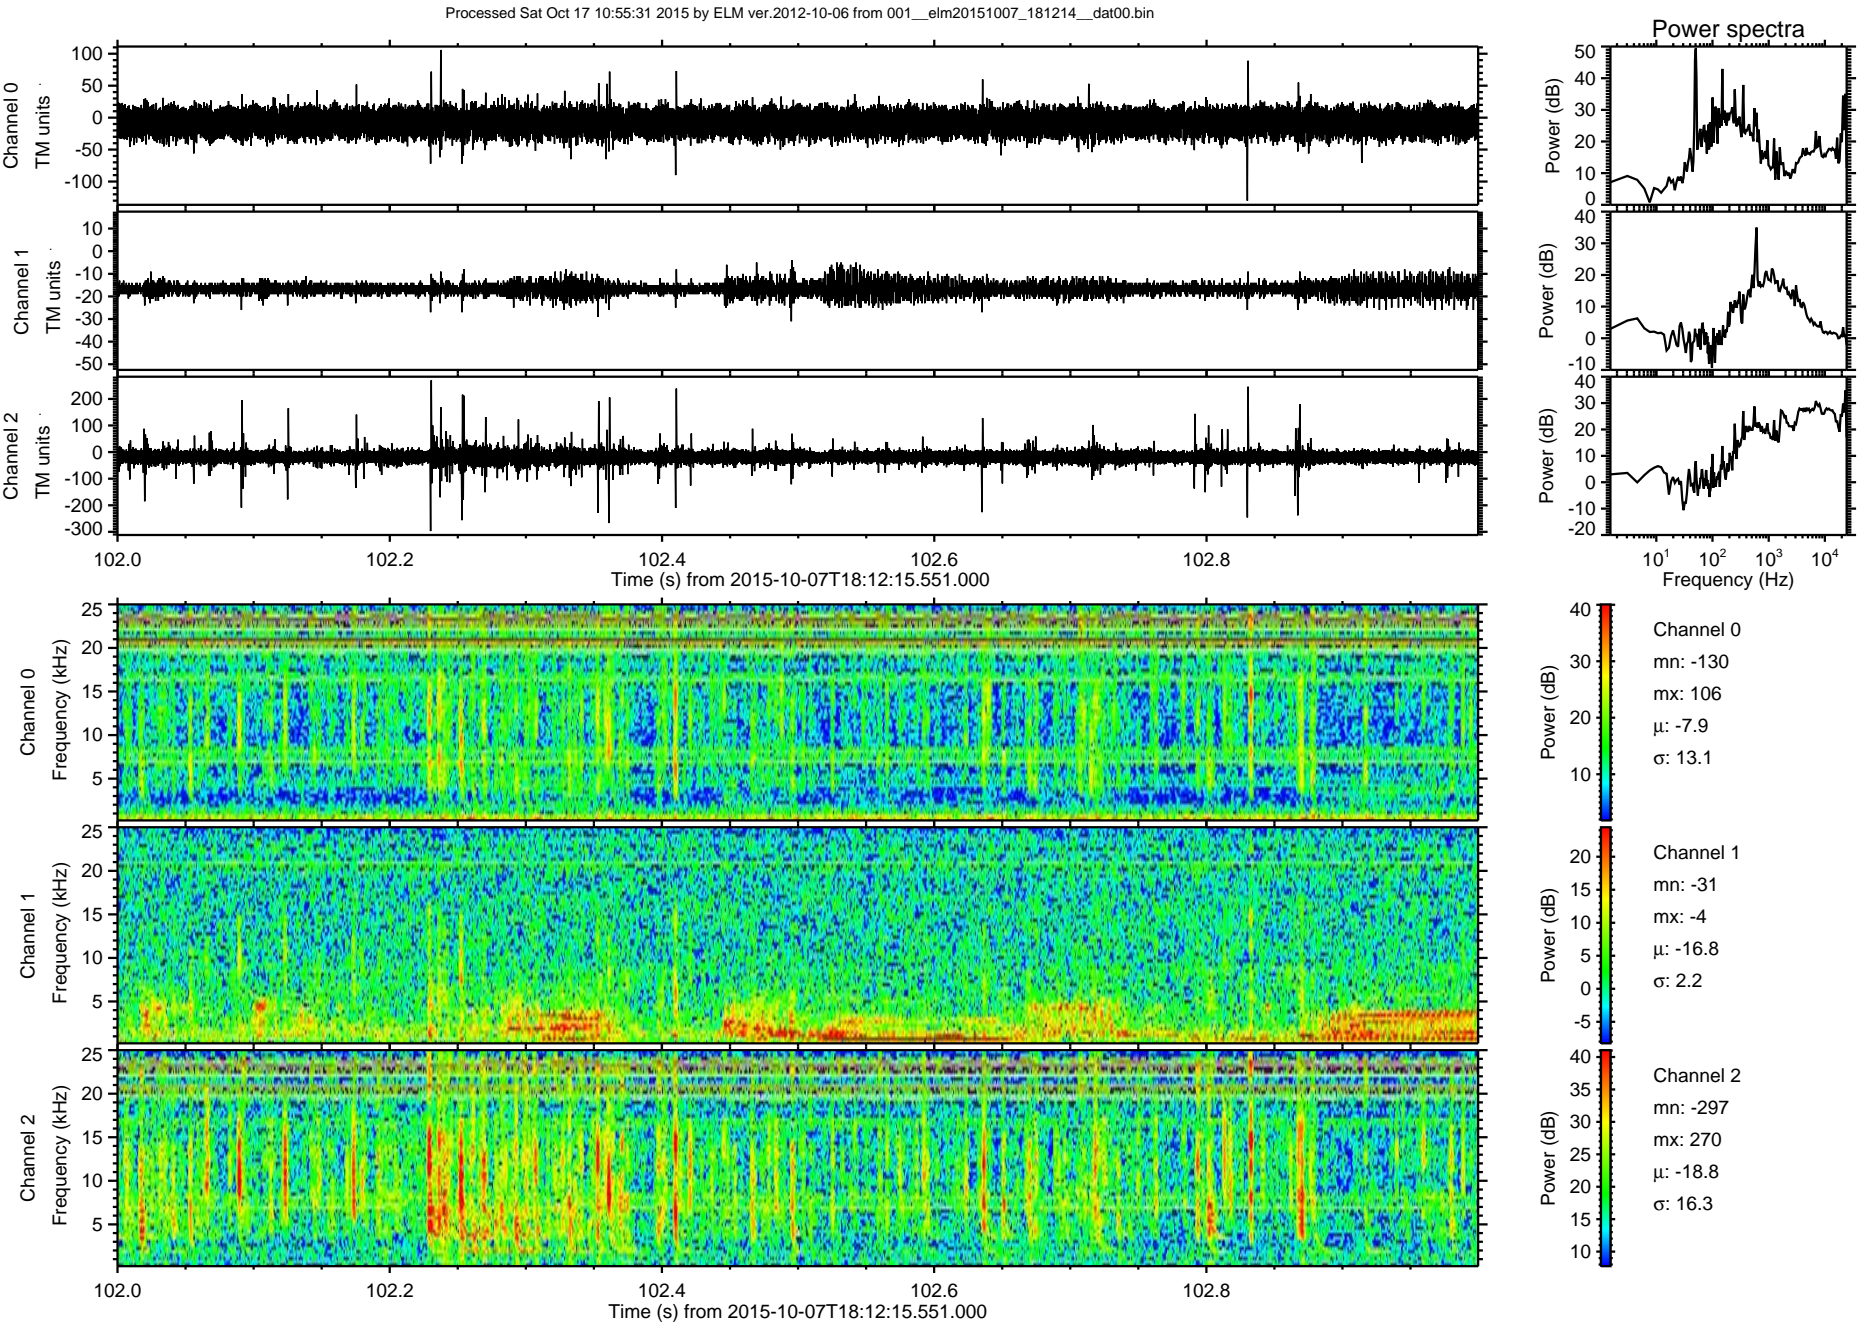 Processed Sat Oct 17 10:55:31 2015 by ELM ver.2012-10-06 from 001__elm20151007_181214__dat00.bin
Power spectra
Channel 0
TM units
100
50
0
-50
-100
Power (dB)
50
40
30
20
10
0
Channel 1
TM units
10
0
-10
-20
-30
-40
-50
Power (dB)
40
30
20
10
0
-10
Channel 2
TM units
200
100
0
-100
-200
-300
Power (dB)
40
30
20
10
0
-10
-20
102.0 102.2 102.4 102.6 102.8
Time (s) from 2015-10-07T18:12:15.551.000
10^1 10^2 10^3 10^4
Frequency (Hz)
Channel 0
Frequency (kHz)
25
20
15
10
5
Power (dB)
40
30
20
10
Channel 0
mn: -130
mx: 106
μ: -7.9
σ: 13.1
Channel 1
Frequency (kHz)
25
20
15
10
5
Power (dB)
20
15
10
5
0
-5
Channel 1
mn: -31
mx: -4
μ: -16.8
σ: 2.2
Channel 2
Frequency (kHz)
25
20
15
10
5
Power (dB)
40
35
30
25
20
15
10
Channel 2
mn: -297
mx: 270
μ: -18.8
σ: 16.3
102.0 102.2 102.4 102.6 102.8
Time (s) from 2015-10-07T18:12:15.551.000